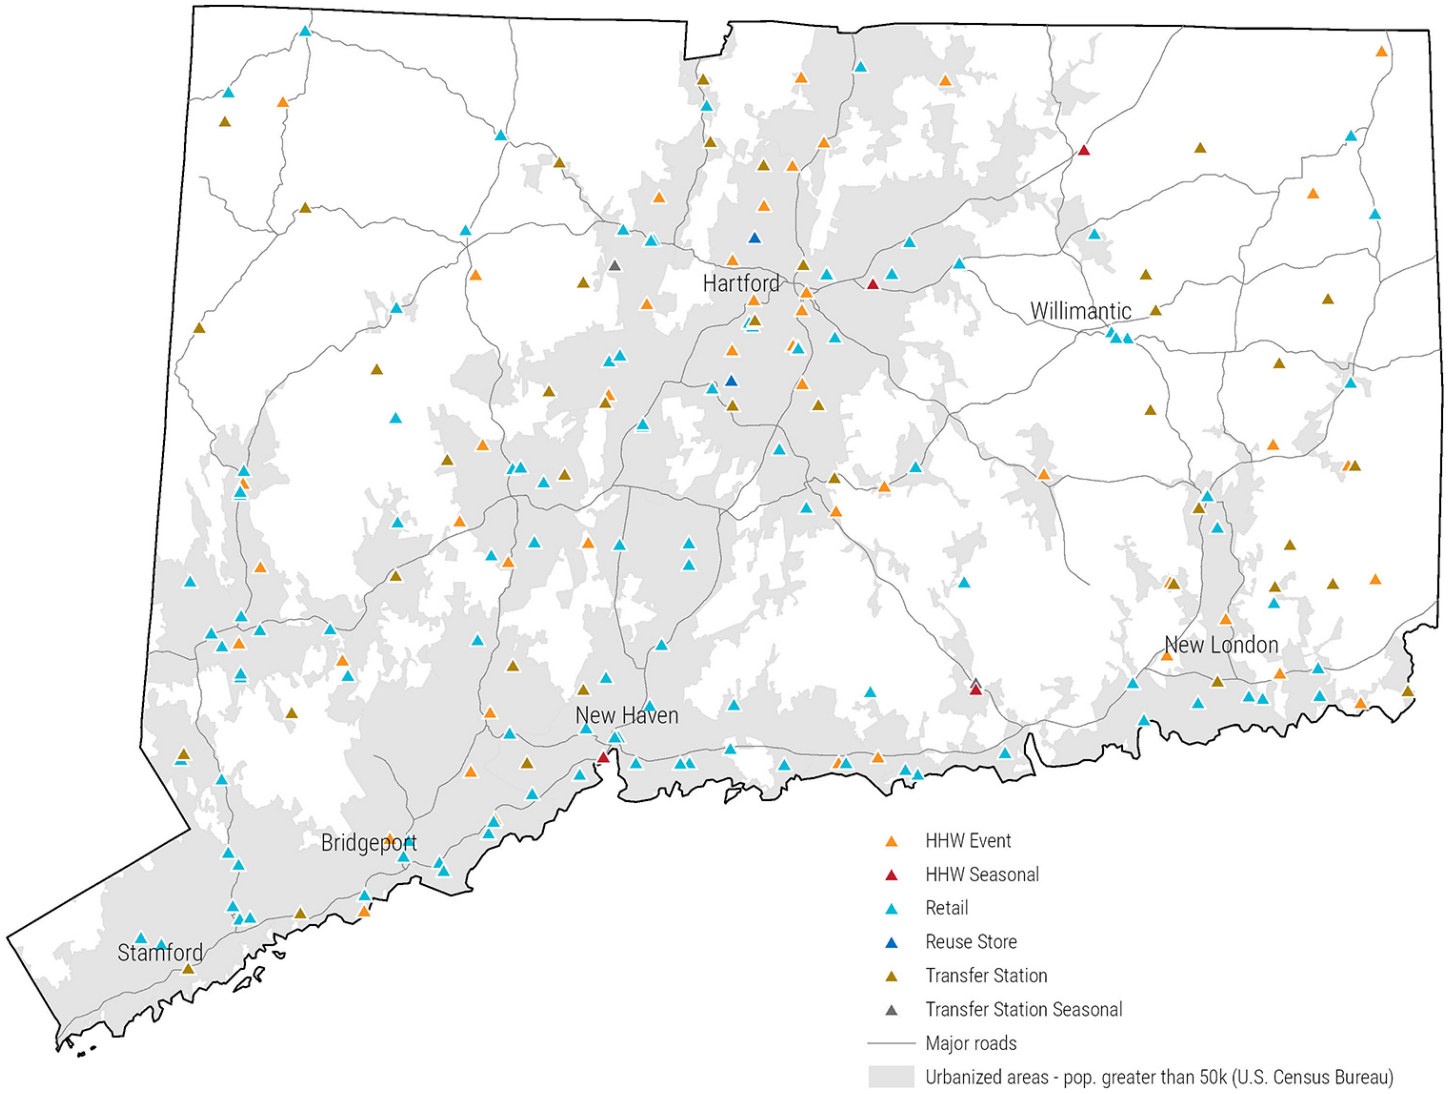 Hartford
Willimantic
New London
New Haven
Bridgeport
Stamford
HHW Event
HHW Seasonal
Retail
Reuse Store
Transfer Station
Transfer Station Seasonal
Major roads
Urbanized areas - pop. greater than 50k (U.S. Census Bureau)